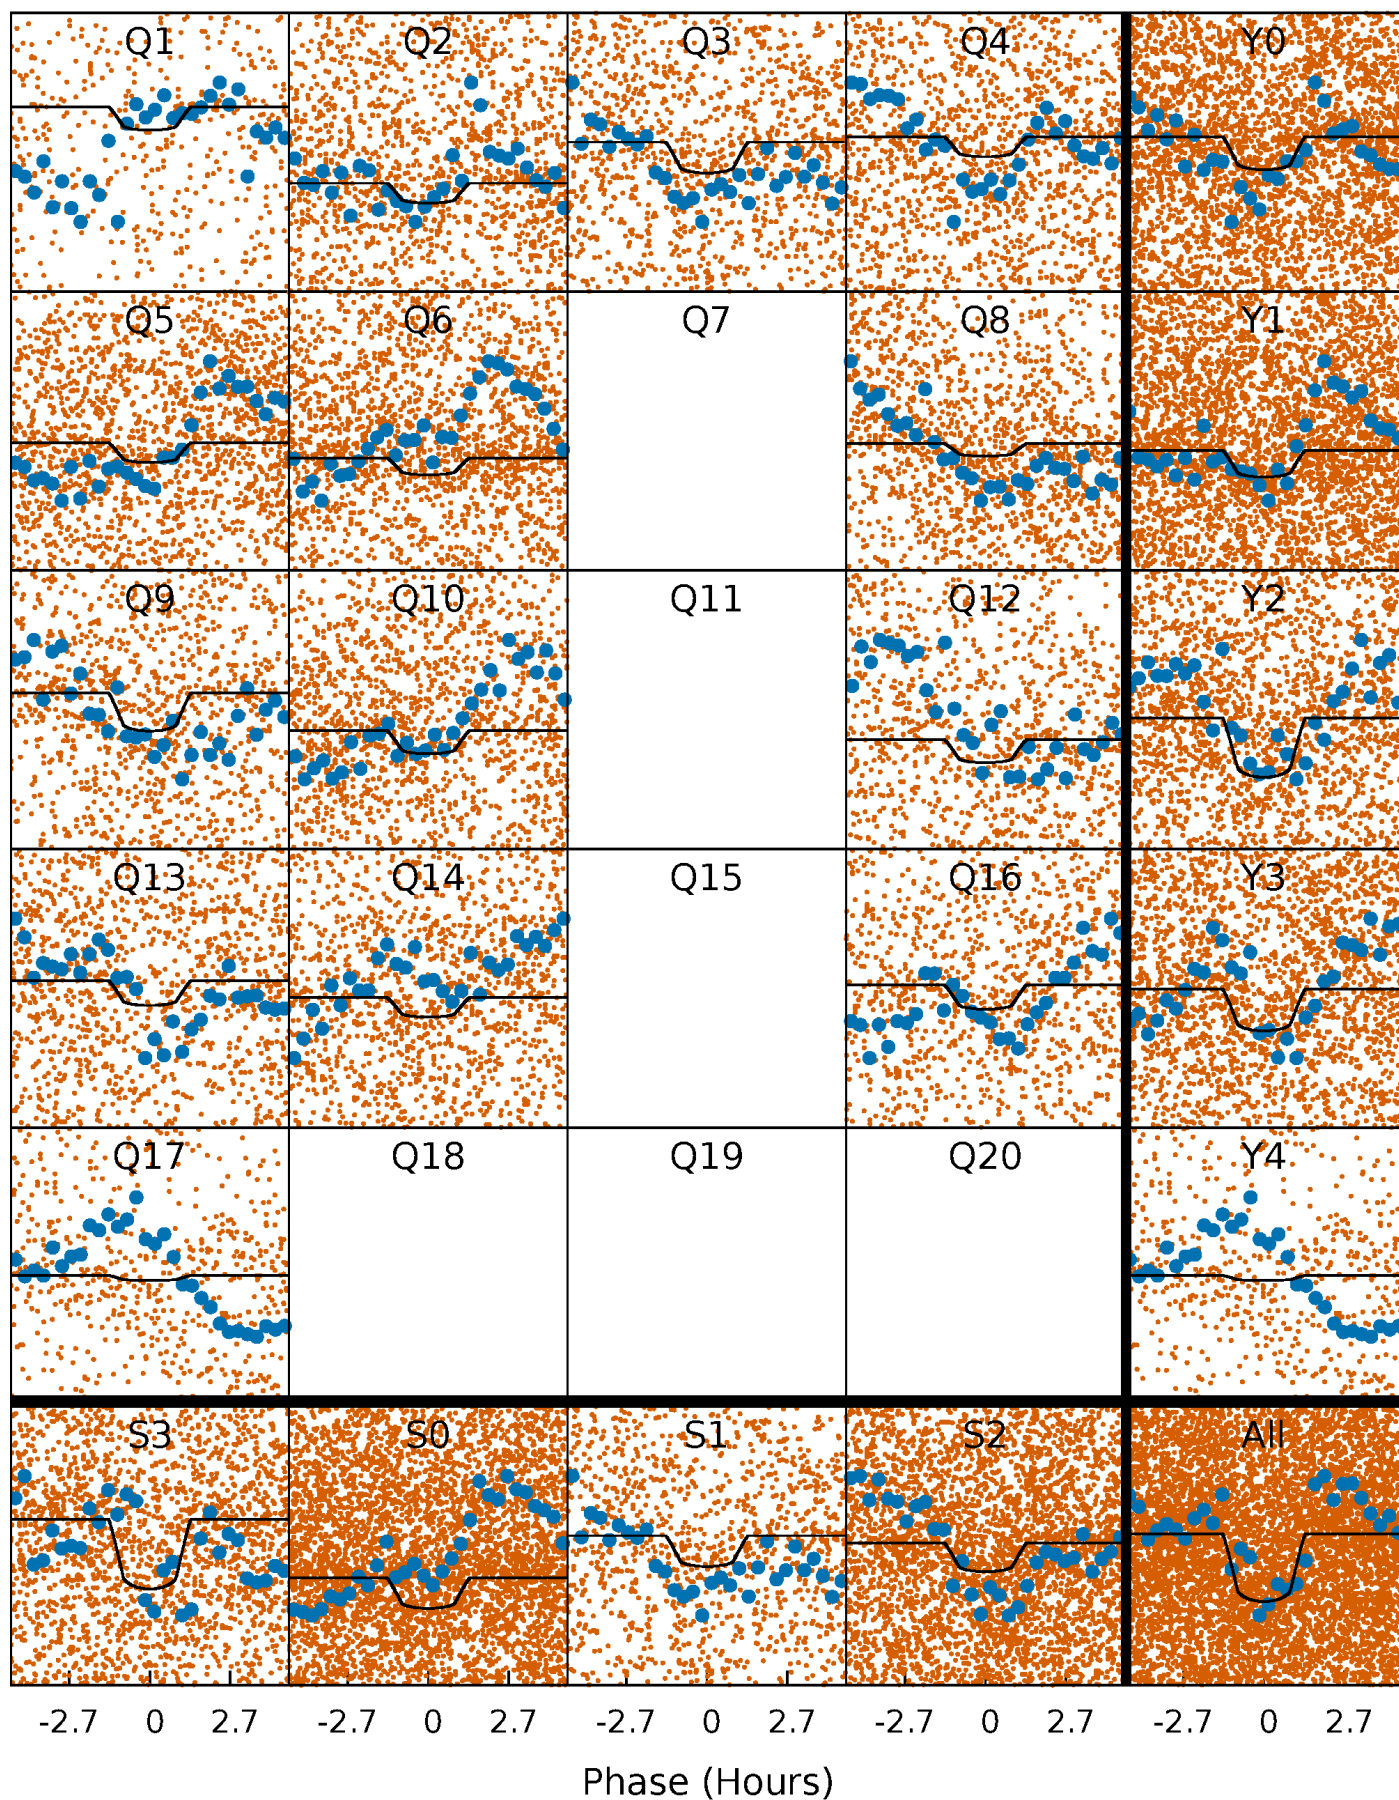 Q1 Q2 Q3 Q4 Y0
Q5 Q6 Q7 Q8 Y1
Q9 Q10 Q11 Q12 Y2
Q13 Q14 Q15 Q16 Y3
Q17 Q18 Q19 Q20 Y4
S3 S0 S1 S2 All
-2.7 0 2.7 -2.7 0 2.7 -2.7 0 2.7 -2.7 0 2.7 -2.7 0 2.7
Phase (Hours)